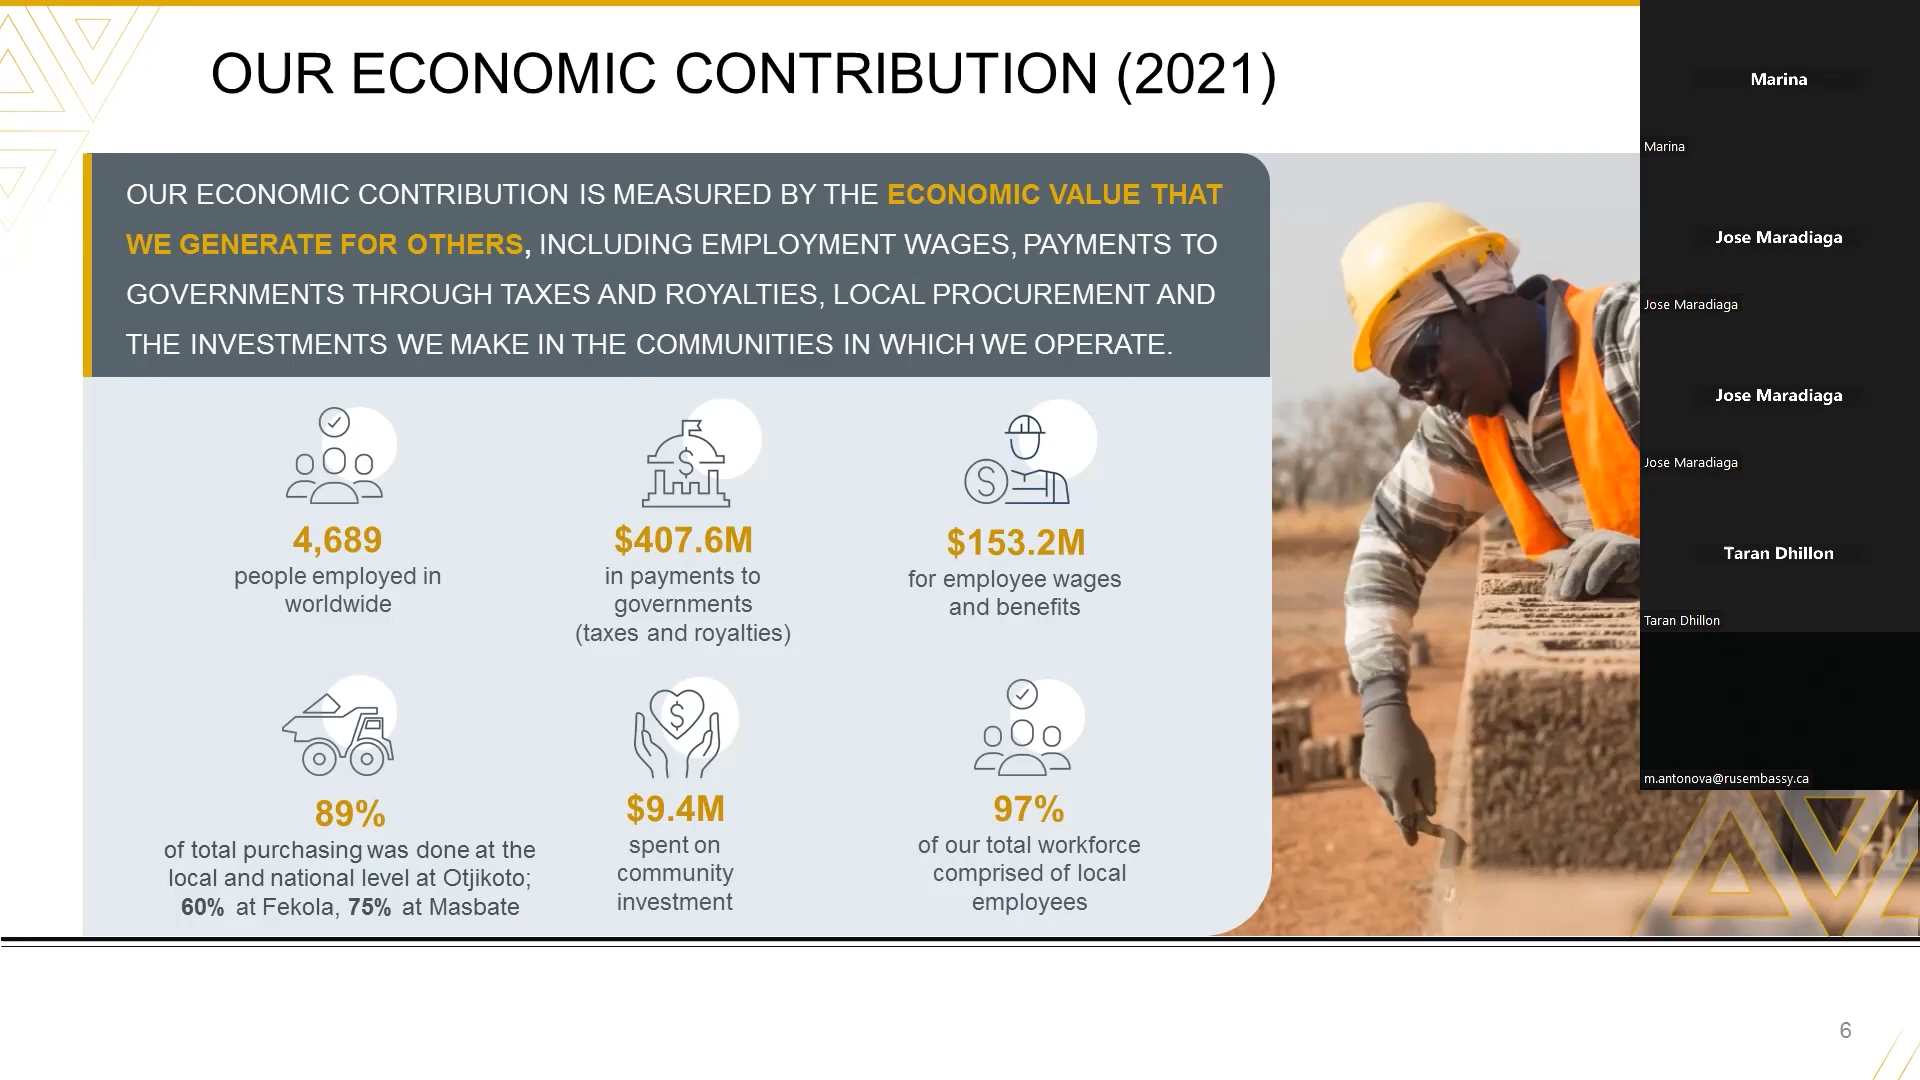 OUR ECONOMIC CONTRIBUTION (2021)
OUR ECONOMIC CONTRIBUTION IS MEASURED BY THE ECONOMIC VALUE THAT
WE GENERATE FOR OTHERS, INCLUDING EMPLOYMENT WAGES, PAYMENTS TO
GOVERNMENTS THROUGH TAXES AND ROYALTIES, LOCAL PROCUREMENT AND
THE INVESTMENTS WE MAKE IN THE COMMUNITIES IN WHICH WE OPERATE.
4,689
people employed in
worldwide
$
$407.6M
in payments to
governments
(taxes and royalties)
$
$153.2M
for employee wages
and benefits
89%
of total purchasing was done at the
local and national level at Otjikoto;
60% at Fekola, 75% at Masbate
$
$9.4M
spent on
community
investment
97%
of our total workforce
comprised of local
employees
Marina
Marina
Jose Maradiaga
Jose Maradiaga
Jose Maradiaga
Jose Maradiaga
Taran Dhillon
Taran Dhillon
m.antonova@rusembassy.ca
6